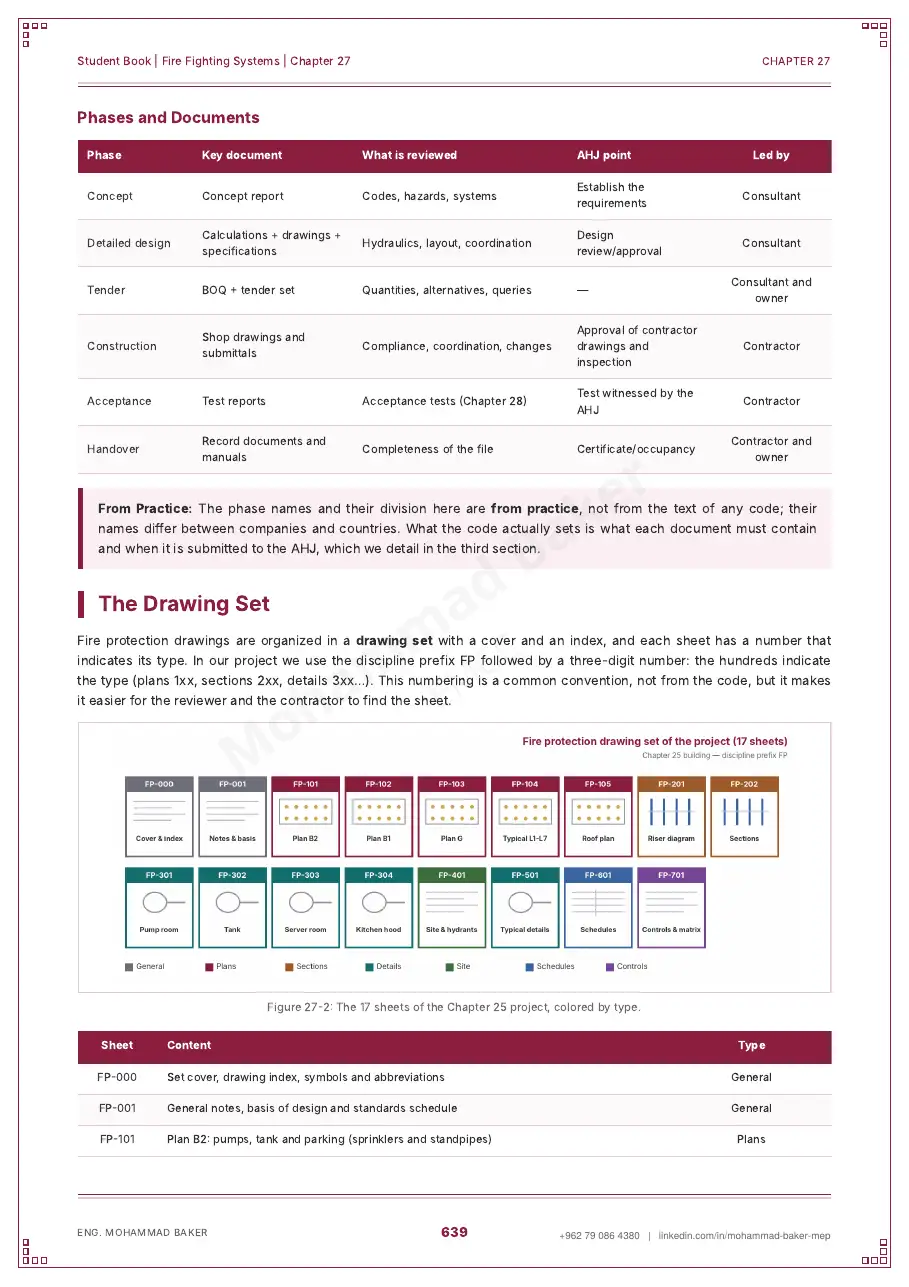 Student Book | Fire Fighting Systems | Chapter 27
CHAPTER 27
Phases and Documents
Phase Key document What is reviewed AHJ point Led by
Concept Concept report Codes, hazards, systems Establish the requirements Consultant
Detailed design Calculations + drawings + specifications Hydraulics, layout, coordination Design review/approval Consultant
Tender BOQ + tender set Quantities, alternatives, queries — Consultant and owner
Construction Shop drawings and submittals Compliance, coordination, changes Approval of contractor drawings and inspection Contractor
Acceptance Test reports Acceptance tests (Chapter 28) Test witnessed by the AHJ Contractor
Handover Record documents and manuals Completeness of the file Certificate/occupancy Contractor and owner
From Practice: The phase names and their division here are from practice, not from the text of any code; their
names differ between companies and countries. What the code actually sets is what each document must contain
and when it is submitted to the AHJ, which we detail in the third section.
The Drawing Set
Fire protection drawings are organized in a drawing set with a cover and an index, and each sheet has a number that
indicates its type. In our project we use the discipline prefix FP followed by a three-digit number: the hundreds indicate
the type (plans 1xx, sections 2xx, details 3xx...). This numbering is a common convention, not from the code, but it makes
it easier for the reviewer and the contractor to find the sheet.
Fire protection drawing set of the project (17 sheets)
Chapter 25 building — discipline prefix FP
FP-000 FP-001 FP-101 FP-102 FP-103 FP-104 FP-105 FP-201 FP-202
Cover & index Notes & basis Plan B2 Plan B1 Plan G Typical L1-L7 Roof plan Riser diagram Sections
FP-301 FP-302 FP-303 FP-304 FP-401 FP-501 FP-601 FP-701
Pump room Tank Server room Kitchen hood Site & hydrants Typical details Schedules Controls & matrix
General Plans Sections Details Site Schedules Controls
Figure 27-2: The 17 sheets of the Chapter 25 project, colored by type.
Sheet Content Type
FP-000 Set cover, drawing index, symbols and abbreviations General
FP-001 General notes, basis of design and standards schedule General
FP-101 Plan B2: pumps, tank and parking (sprinklers and standpipes) Plans
Mohammad Baker
ENG. MOHAMMAD BAKER
639
+962 79 086 4380 | linkedin.com/in/mohammad-baker-mep